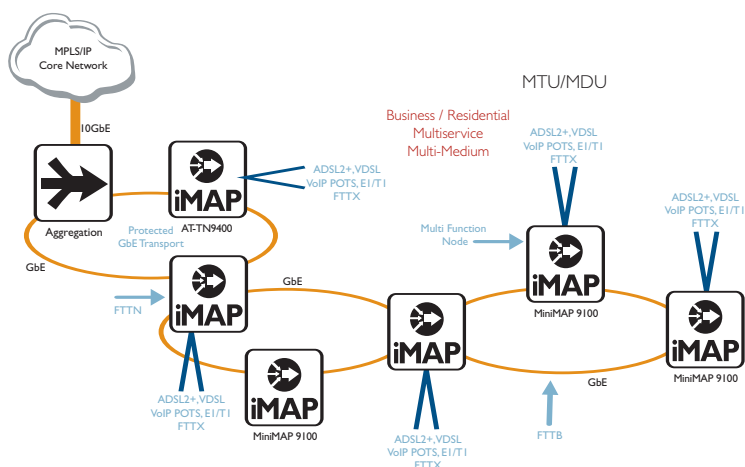 MPLS/IP
Core Network
10GbE
Aggregation
iMAP
AT-TN9400
ADSL2+,VDSL
VoIP POTS, E1/T1
FTTX
Protected
GbE Transport
GbE
FTTN
iMAP
GbE
ADSL2+,VDSL
VoIP POTS, E1/T1
FTTX
iMAP
MiniMAP 9100
Business / Residential
Multiservice
Multi-Medium
iMAP
ADSL2+,VDSL
VoIP POTS, E1/T1
FTTX
MTU/MDU
ADSL2+,VDSL
VoIP POTS, E1/T1
FTTX
Multi Function
Node
iMAP
MiniMAP 9100
ADSL2+,VDSL
VoIP POTS, E1/T1
FTTX
iMAP
MiniMAP 9100
GbE
FTTB